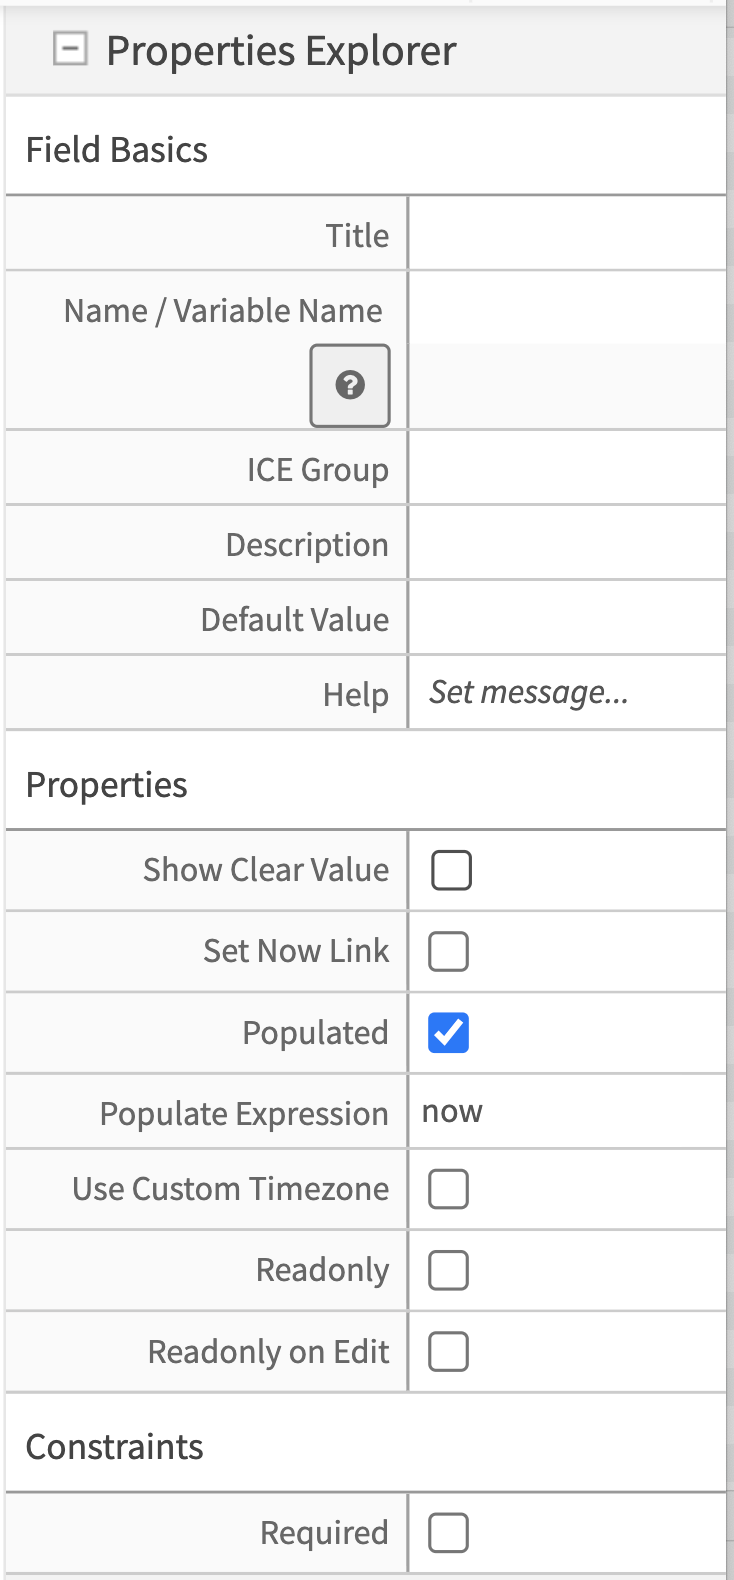 Properties Explorer
Field Basics
Title
Name / Variable Name
?
ICE Group
Description
Default Value
Help Set message...
Properties
Show Clear Value
Set Now Link
Populated
Populate Expression now
Use Custom Timezone
Readonly
Readonly on Edit
Constraints
Required